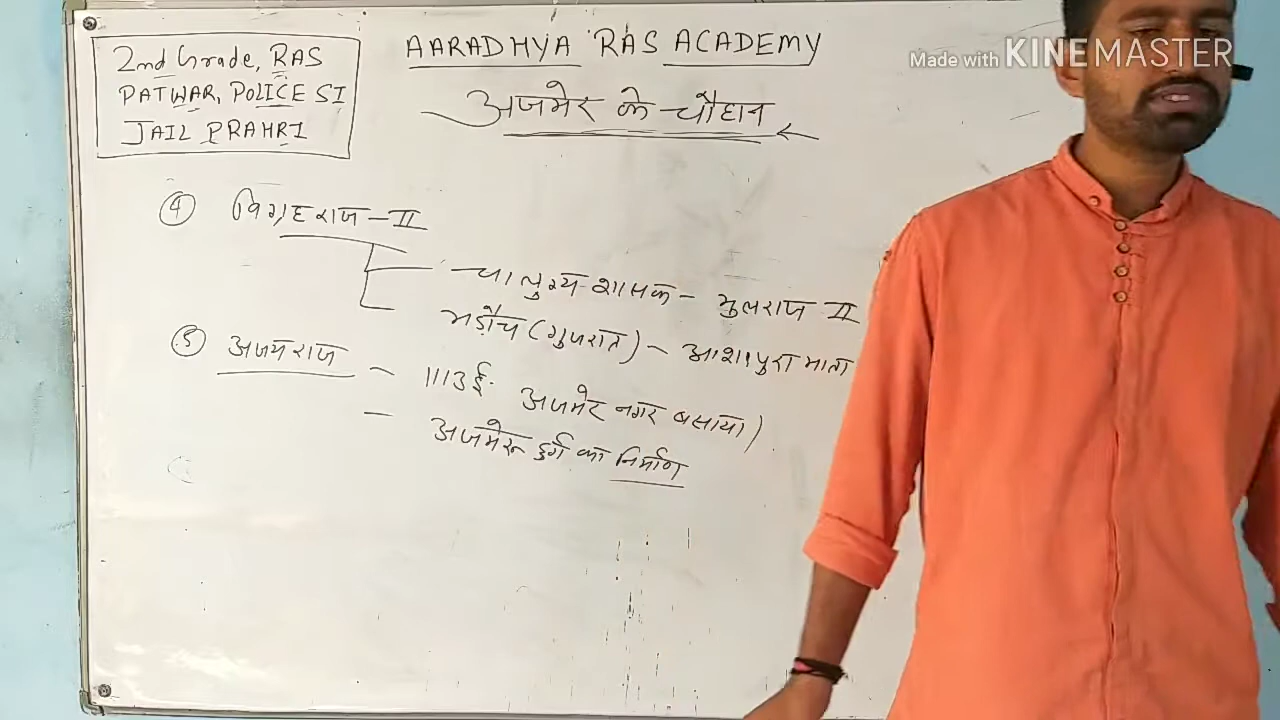 2nd Grade, RAS
PATWAR, POLICE SI
JAIL PRAHRI
AARADHYA RAS ACADEMY
Made with KINEMASTER
अजमेर के चौहान
④ विग्रहराज-II
चालुक्य शासक - मुलराज II
भड़ौच (गुजरात) - आशापुरा माता
⑤ अजयराज - 1113 ई. अजमेर नगर बसाया)
- अजमेरू दुर्ग का निर्माण